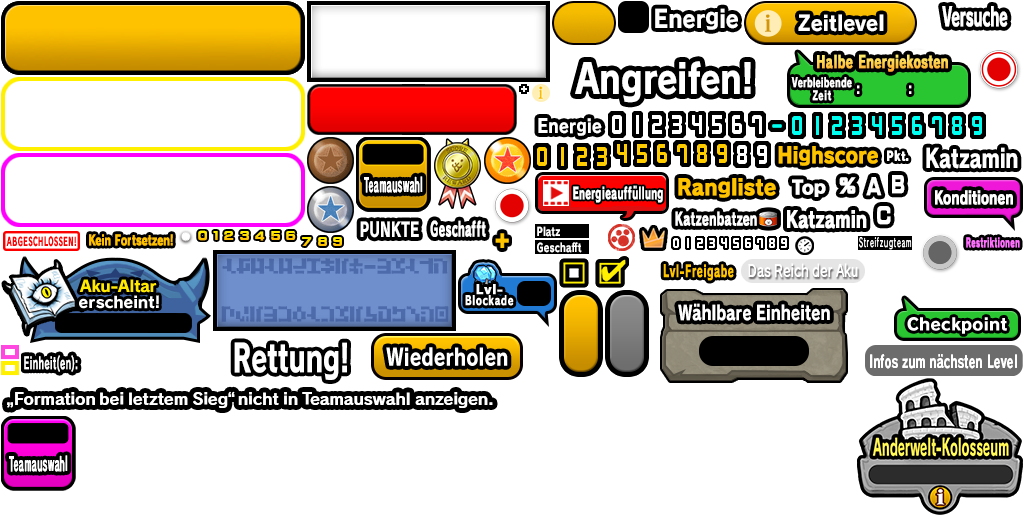 Energie
i Zeitlevel
Versuche
Angreifen!
Halbe Energiekosten
Verbleibende
Zeit : :
i
Energie 01234567-0123456789
012345678989
Highscore Pkt.
Katzamin
Teamauswahl
Energieauffüllung
Rangliste
Top % A B
Konditionen
PUNKTE
Geschafft
Katzenbatzen
Katzamin C
ABGESCHLOSSEN!
Kein Fortsetzen!
0123456
789
Platz
Geschafft
0123456789
Streifzugteam
Restriktionen
Aku-Altar
erscheint!
Lvl-
Blockade
Lvl-Freigabe
Das Reich der Aku
Wählbare Einheiten
Checkpoint
Einheit(en):
Rettung!
Wiederholen
Infos zum nächsten Level
„Formation bei letztem Sieg“ nicht in Teamauswahl anzeigen.
Teamauswahl
Anderwelt-Kolosseum
i